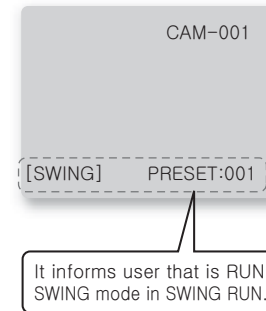 CAM-001
[SWING] PRESET:001
It informs user that is RUN
SWING mode in SWING RUN.